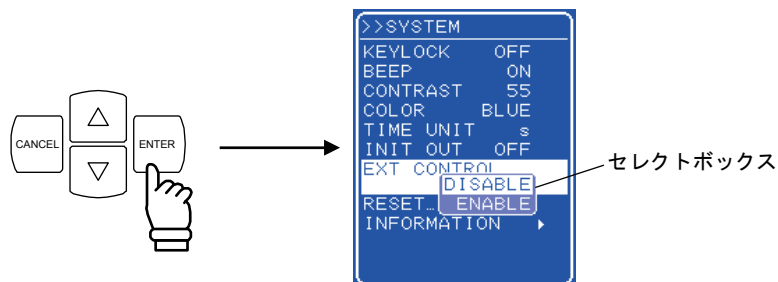 CANCEL
ENTER
>>SYSTEM
KEYLOCK OFF
BEEP ON
CONTRAST 55
COLOR BLUE
TIME UNIT s
INIT OUT OFF
EXT CONTROL
DISABLE
RESET… ENABLE
INFORMATION
セレクトボックス